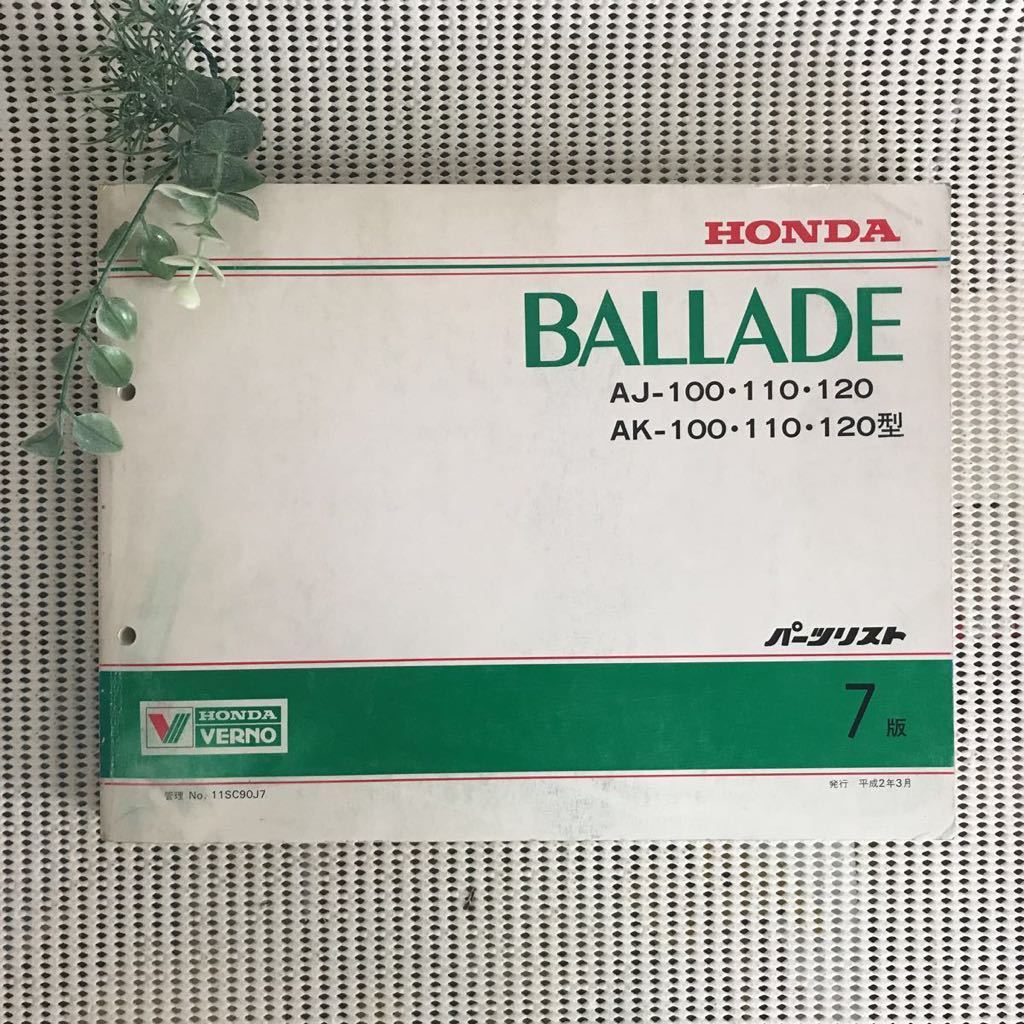 HONDA
BALLADE
AJ-100・110・120
AK-100・110・120型
パーツリスト
7版
HONDA
VERNO
管理 No. 11SC90J7
発行 平成2年3月